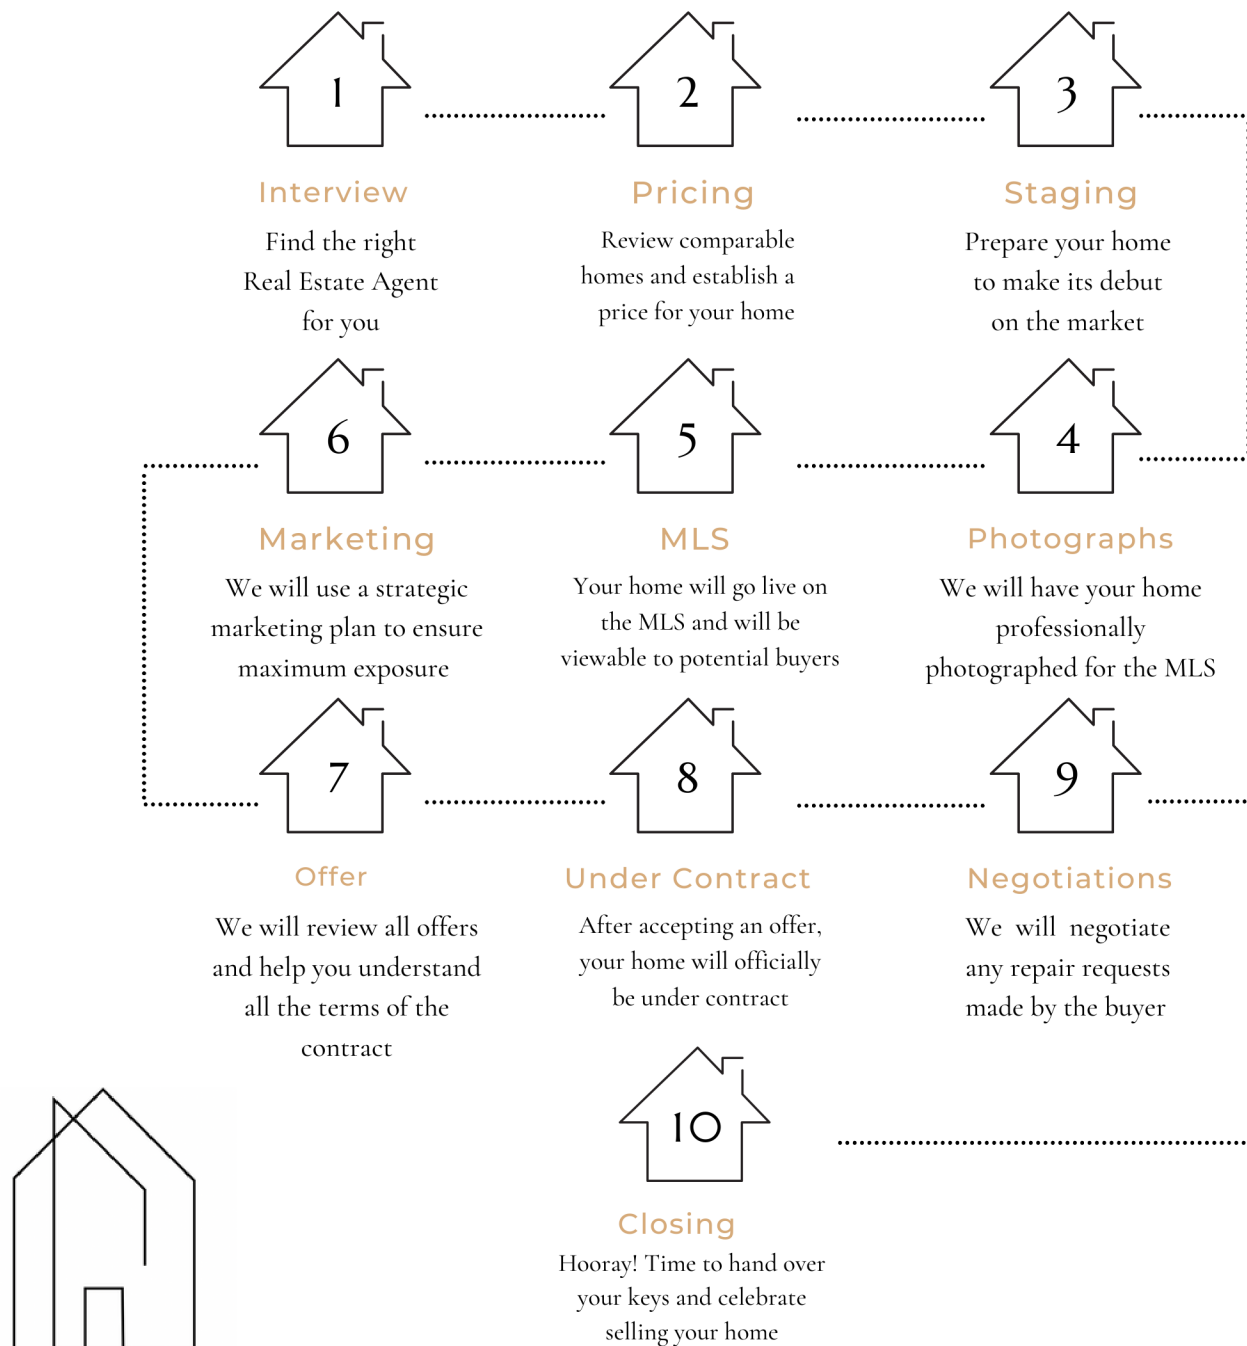 1
Interview
Find the right
Real Estate Agent
for you
2
Pricing
Review comparable
homes and establish a
price for your home
3
Staging
Prepare your home
to make its debut
on the market
4
Photographs
We will have your home
professionally
photographed for the MLS
5
MLS
Your home will go live on
the MLS and will be
viewable to potential buyers
6
Marketing
We will use a strategic
marketing plan to ensure
maximum exposure
7
Offer
We will review all offers
and help you understand
all the terms of the
contract
8
Under Contract
After accepting an offer,
your home will officially
be under contract
9
Negotiations
We will negotiate
any repair requests
made by the buyer
10
Closing
Hooray! Time to hand over
your keys and celebrate
selling your home